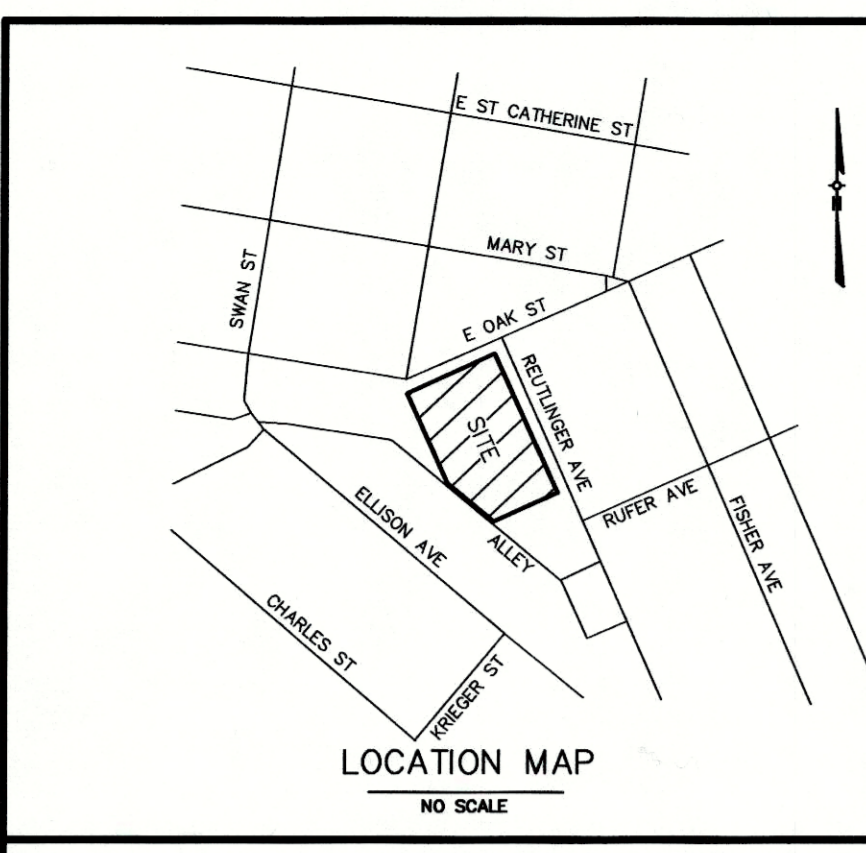 E ST CATHERINE ST
MARY ST
SWAN ST
E OAK ST
REUTLINGER AVE
SITE
RUFER AVE
ELLISON AVE
FISHER AVE
ALLEY
CHARLES ST
KRIEGER ST
LOCATION MAP
NO SCALE